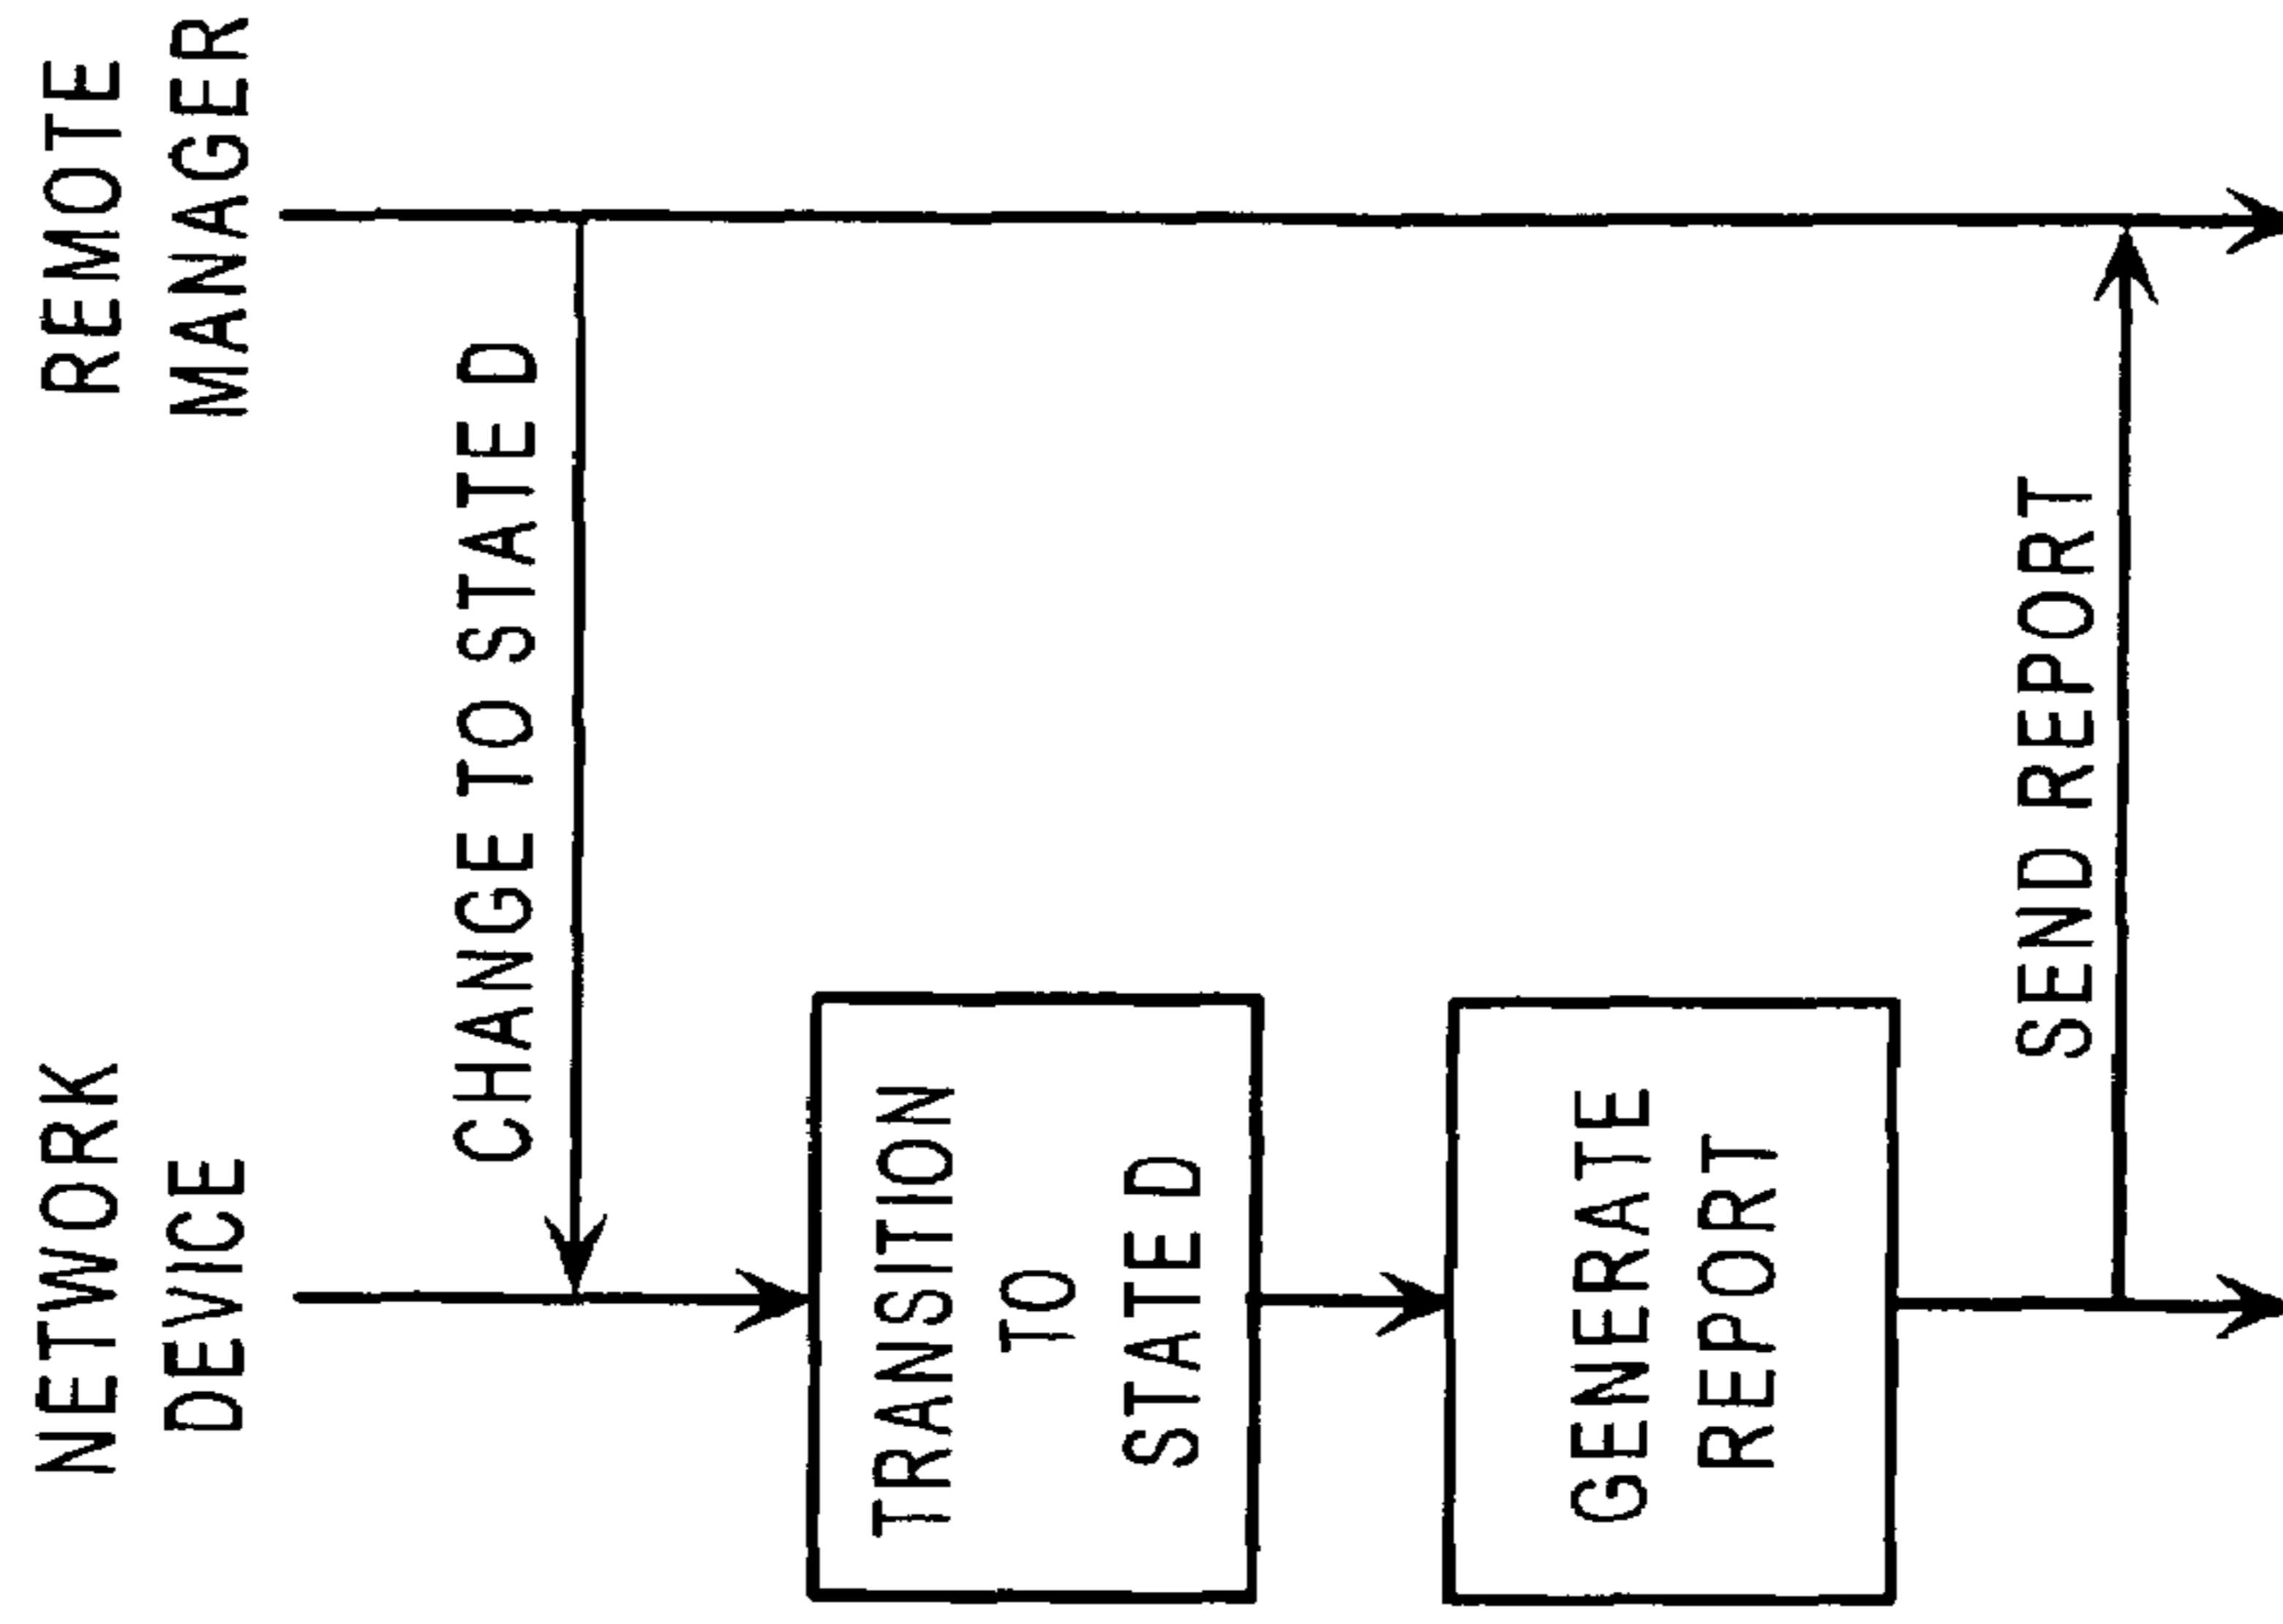 NETWORK
DEVICE
REMOTE
MANAGER
CHANGE TO STATE D
TRANSITION
TO
STATE D
GENERATE
REPORT
SEND REPORT